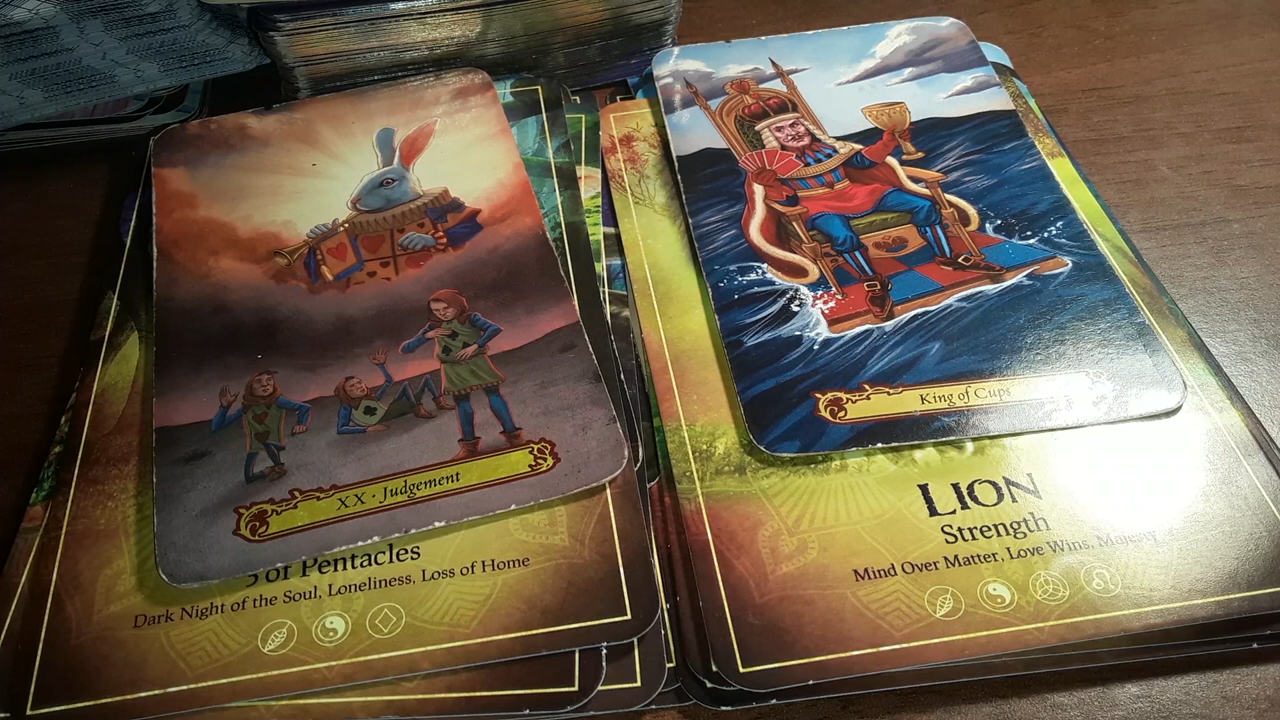 XX · Judgement
5 of Pentacles
Dark Night of the Soul, Loneliness, Loss of Home
King of Cups
LION
Strength
Mind Over Matter, Love Wins, Majesty